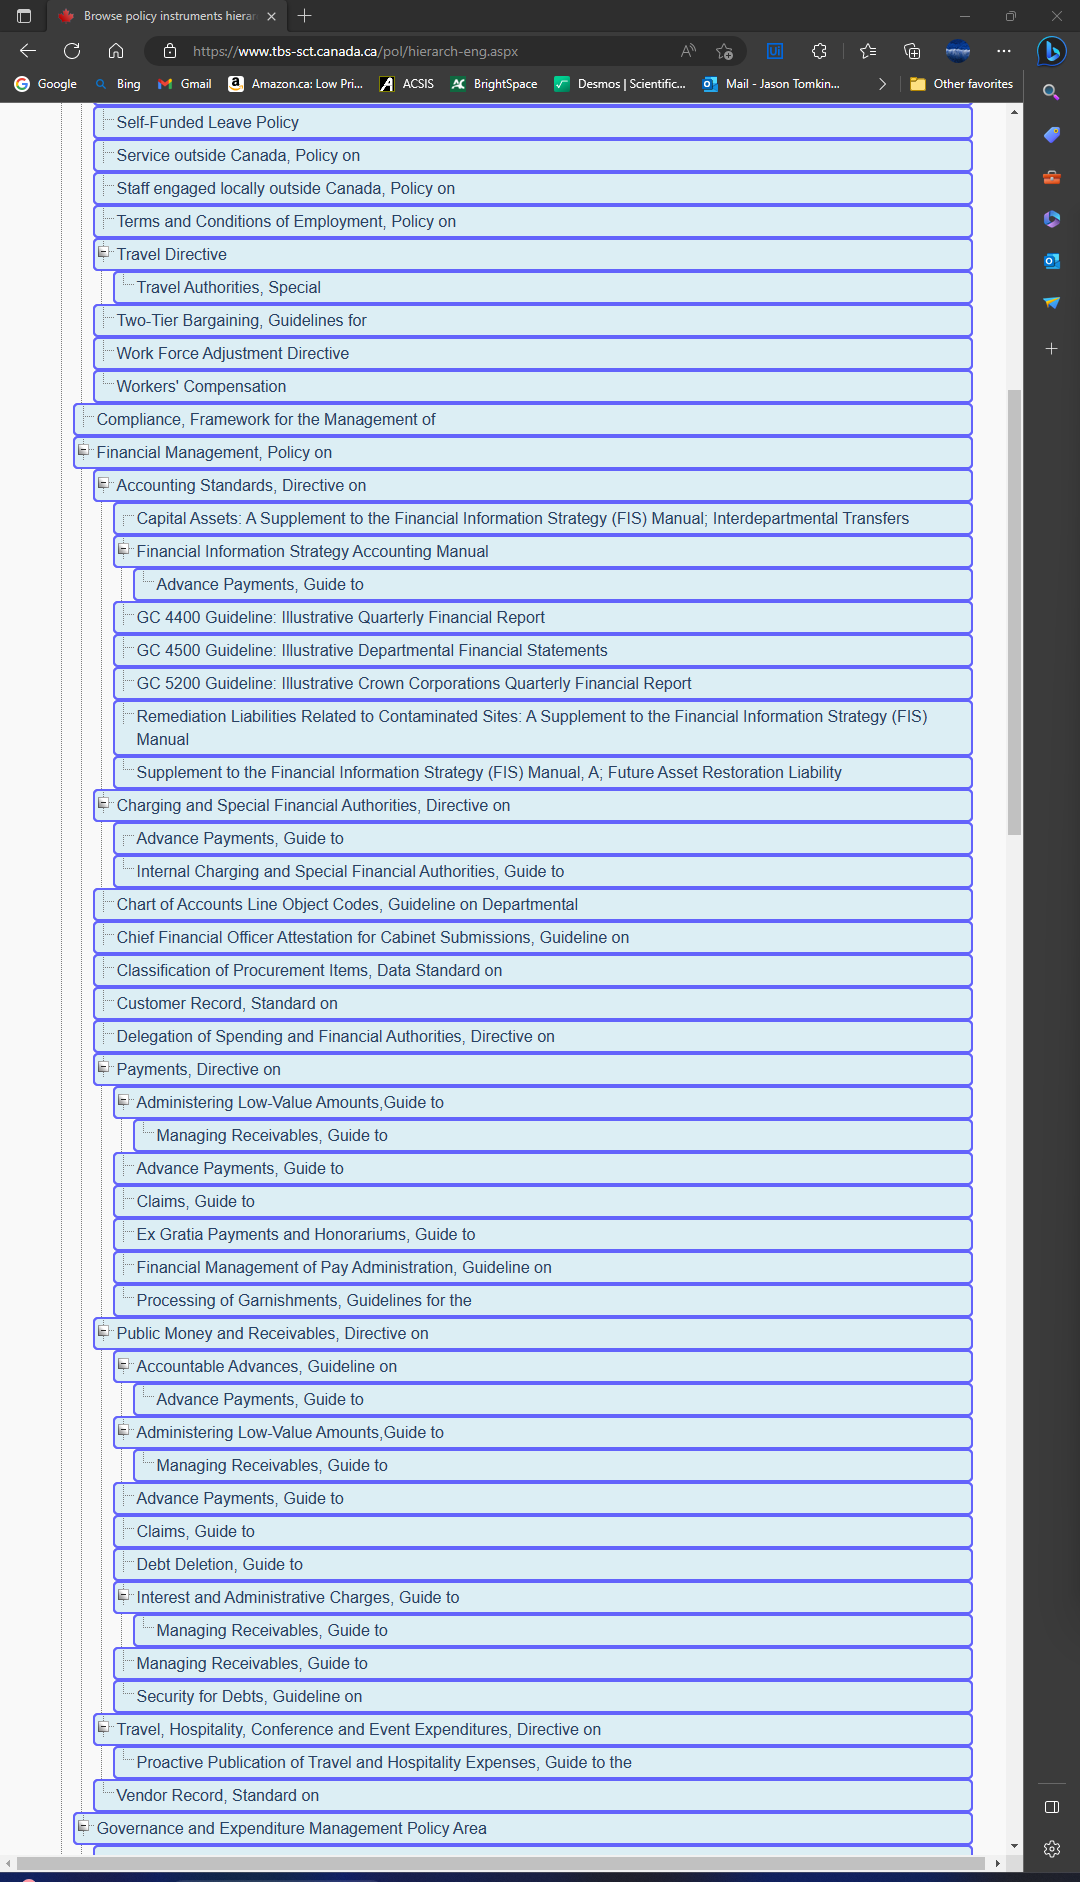 Browse policy instruments hierar
https://www.tbs-sct.canada.ca/pol/hierarch-eng.aspx
Google
Bing
Gmail
Amazon.ca: Low Pri...
ACSIS
BrightSpace
Desmos | Scientific...
Mail - Jason Tomkin...
Other favorites
Self-Funded Leave Policy
Service outside Canada, Policy on
Staff engaged locally outside Canada, Policy on
Terms and Conditions of Employment, Policy on
Travel Directive
Travel Authorities, Special
Two-Tier Bargaining, Guidelines for
Work Force Adjustment Directive
Workers' Compensation
Compliance, Framework for the Management of
Financial Management, Policy on
Accounting Standards, Directive on
Capital Assets: A Supplement to the Financial Information Strategy (FIS) Manual; Interdepartmental Transfers
Financial Information Strategy Accounting Manual
Advance Payments, Guide to
GC 4400 Guideline: Illustrative Quarterly Financial Report
GC 4500 Guideline: Illustrative Departmental Financial Statements
GC 5200 Guideline: Illustrative Crown Corporations Quarterly Financial Report
Remediation Liabilities Related to Contaminated Sites: A Supplement to the Financial Information Strategy (FIS)
Manual
Supplement to the Financial Information Strategy (FIS) Manual, A; Future Asset Restoration Liability
Charging and Special Financial Authorities, Directive on
Advance Payments, Guide to
Internal Charging and Special Financial Authorities, Guide to
Chart of Accounts Line Object Codes, Guideline on Departmental
Chief Financial Officer Attestation for Cabinet Submissions, Guideline on
Classification of Procurement Items, Data Standard on
Customer Record, Standard on
Delegation of Spending and Financial Authorities, Directive on
Payments, Directive on
Administering Low-Value Amounts,Guide to
Managing Receivables, Guide to
Advance Payments, Guide to
Claims, Guide to
Ex Gratia Payments and Honorariums, Guide to
Financial Management of Pay Administration, Guideline on
Processing of Garnishments, Guidelines for the
Public Money and Receivables, Directive on
Accountable Advances, Guideline on
Advance Payments, Guide to
Administering Low-Value Amounts,Guide to
Managing Receivables, Guide to
Advance Payments, Guide to
Claims, Guide to
Debt Deletion, Guide to
Interest and Administrative Charges, Guide to
Managing Receivables, Guide to
Managing Receivables, Guide to
Security for Debts, Guideline on
Travel, Hospitality, Conference and Event Expenditures, Directive on
Proactive Publication of Travel and Hospitality Expenses, Guide to the
Vendor Record, Standard on
Governance and Expenditure Management Policy Area